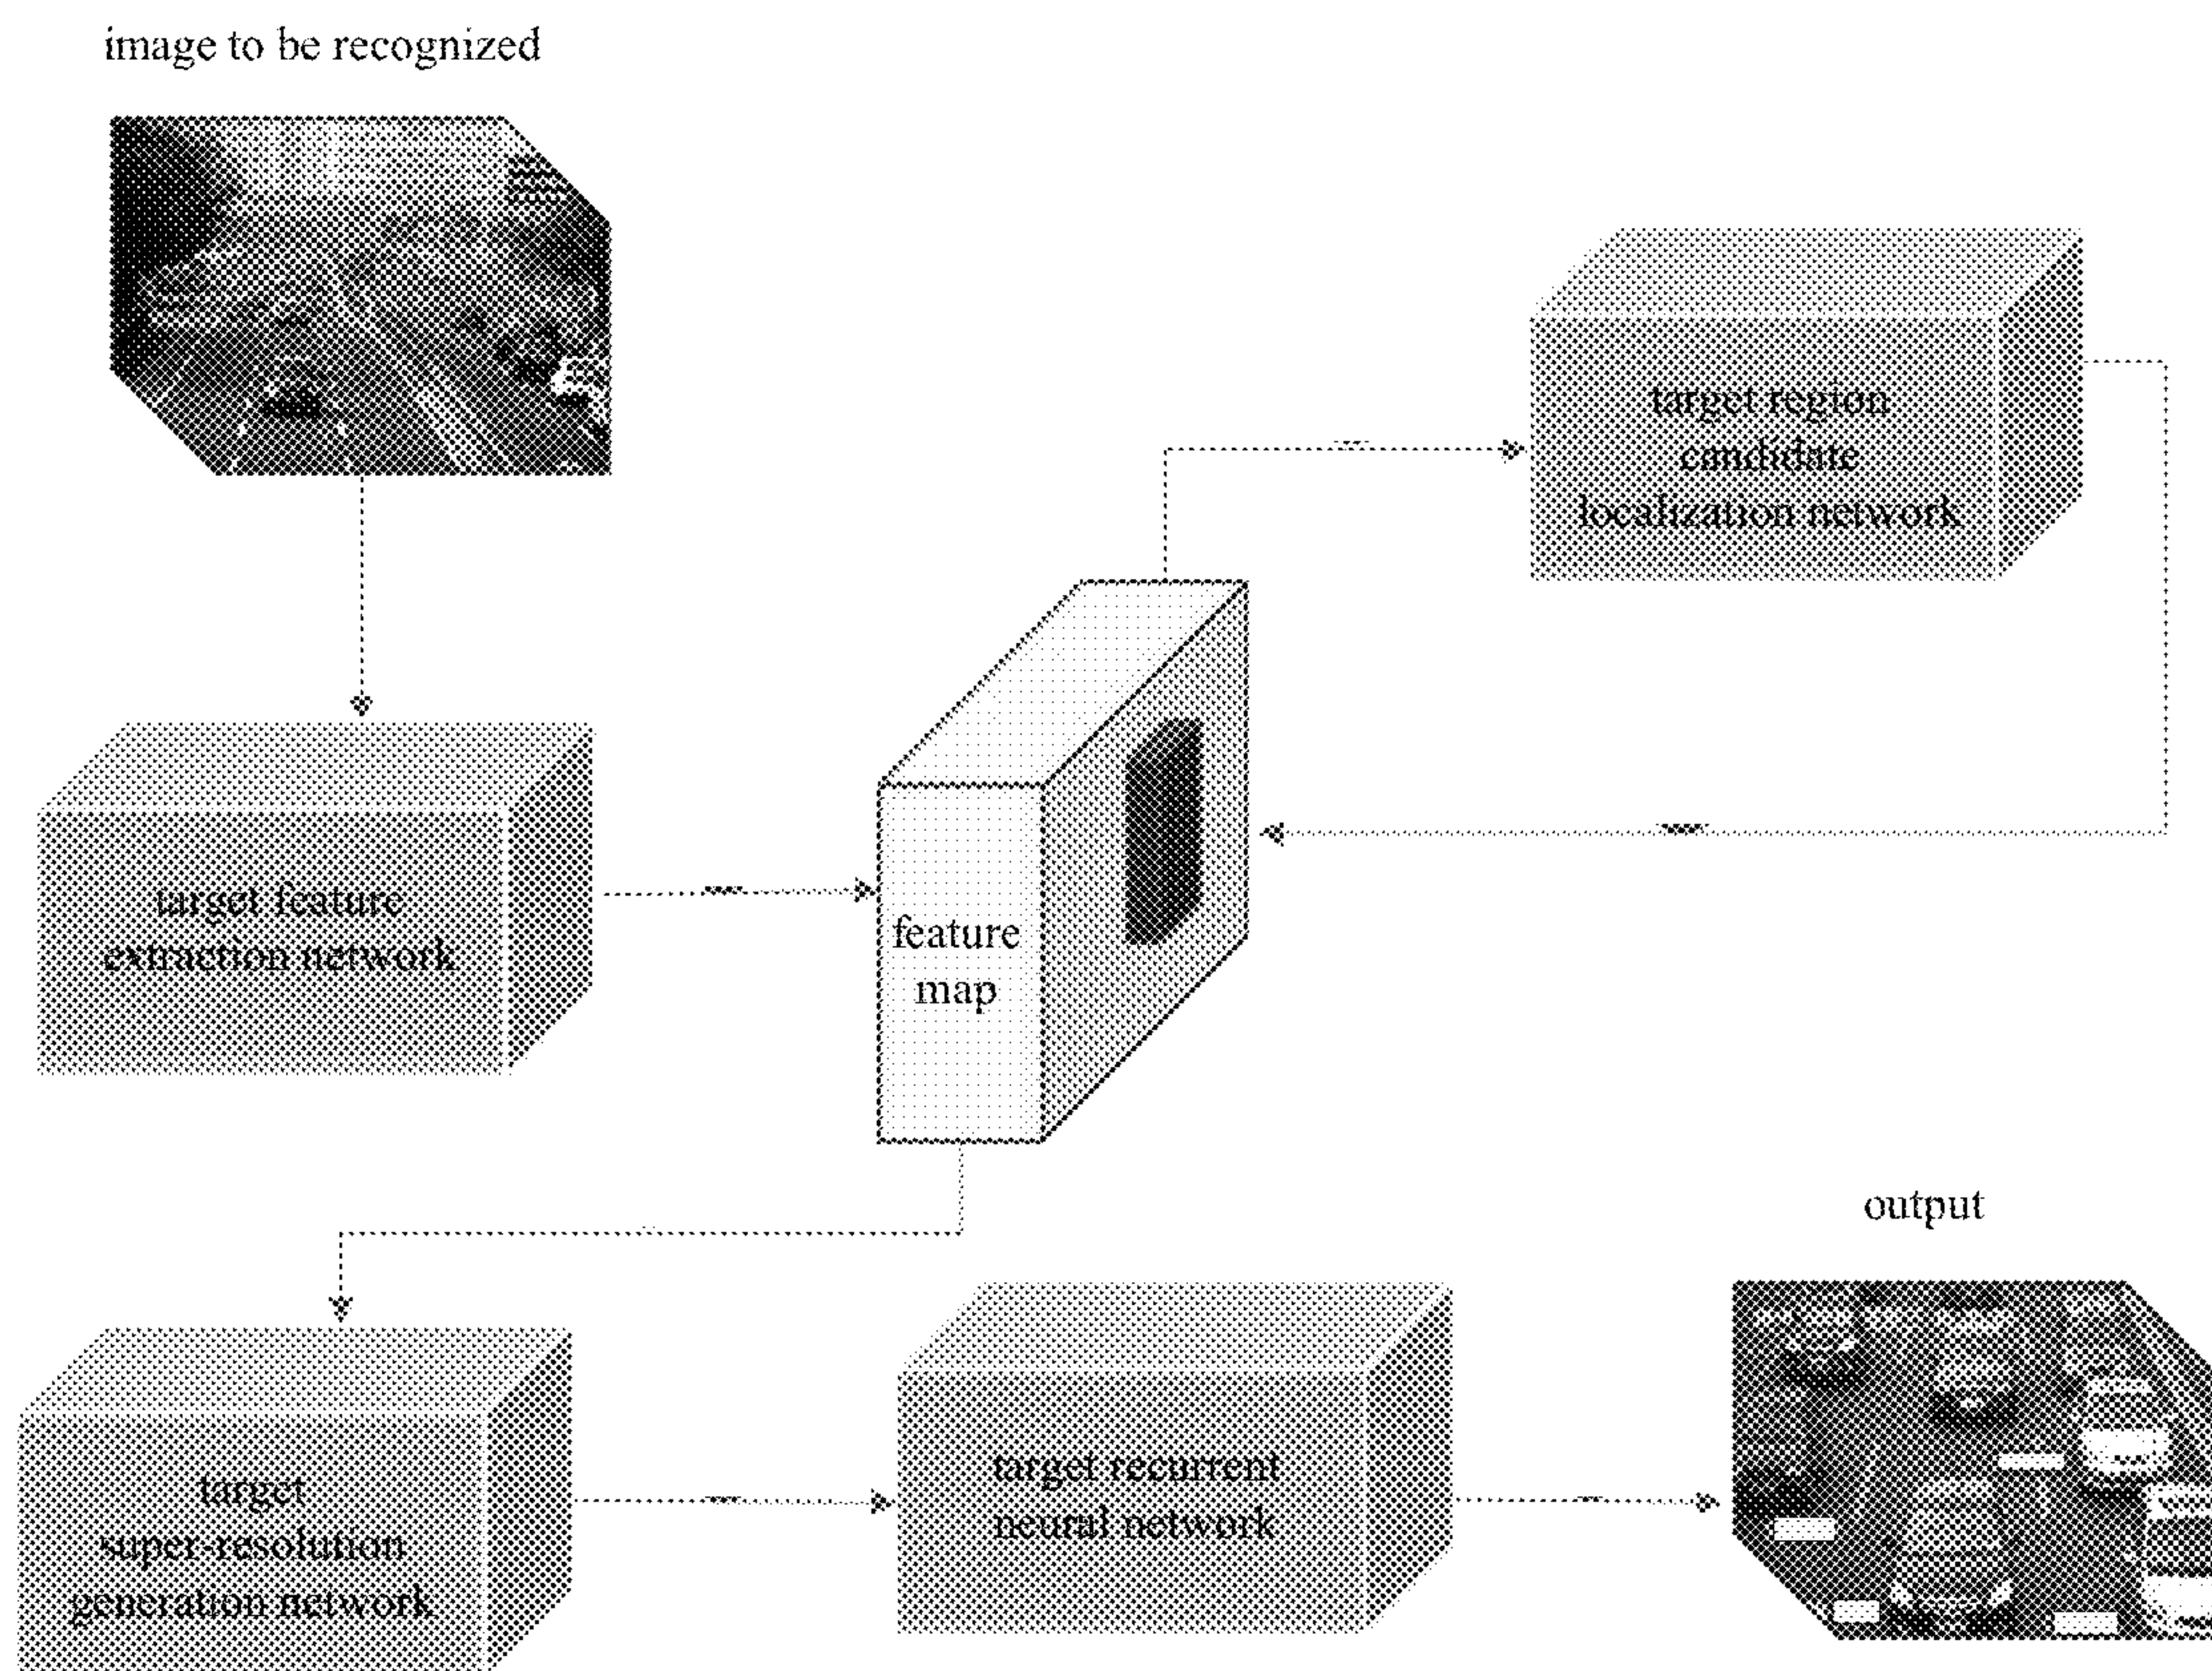 image to be recognized
target region
candidate
localization network
target feature
extraction network
feature
map
output
target
super-resolution
generation network
target recurrent
neural network